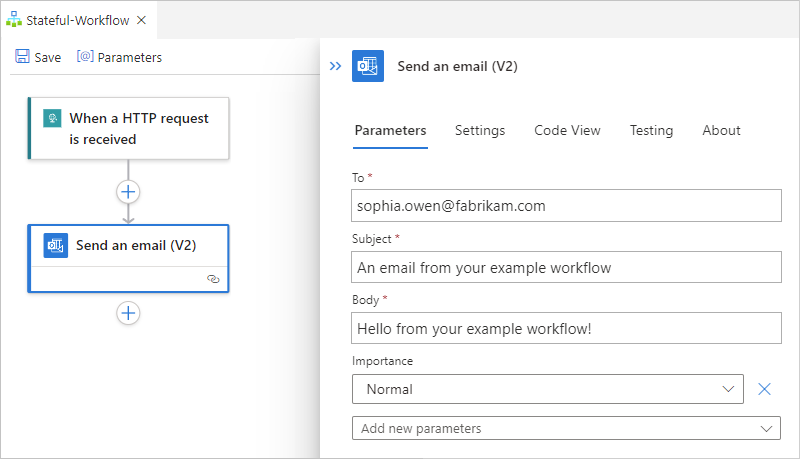 Stateful-Workflow
Save
Parameters
When a HTTP request
is received
Send an email (V2)
Send an email (V2)
Parameters
Settings
Code View
Testing
About
To *
sophia.owen@fabrikam.com
Subject *
An email from your example workflow
Body *
Hello from your example workflow!
Importance
Normal
Add new parameters